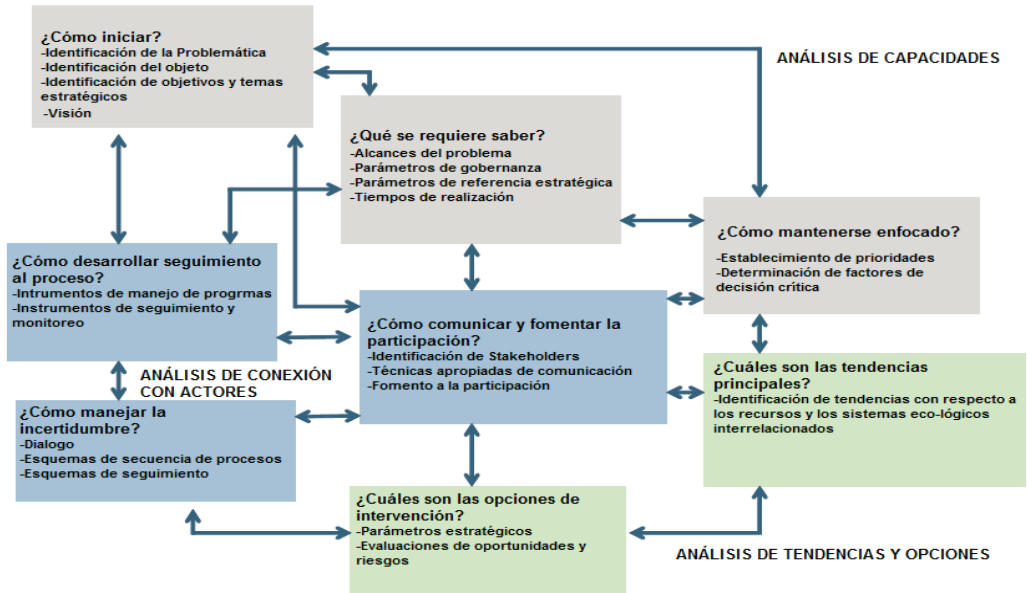 ¿Cómo iniciar?
-Identificación de la Problemática
-Identificación del objeto
-Identificación de objetivos y temas
estratégicos
-Visión
ANÁLISIS DE CAPACIDADES
¿Qué se requiere saber?
-Alcances del problema
-Parámetros de gobernanza
-Parámetros de referencia estratégica
-Tiempos de realización
¿Cómo mantenerse enfocado?
-Establecimiento de prioridades
-Determinación de factores de
decisión crítica
¿Cómo desarrollar seguimiento
al proceso?
-Intrumentos de manejo de progrmas
-Instrumentos de seguimiento y
monitoreo
¿Cómo comunicar y fomentar la
participación?
-Identificación de Stakeholders
-Técnicas apropiadas de comunicación
-Fomento a la participación
¿Cuáles son las tendencias
principales?
-Identificación de tendencias con respecto a
los recursos y los sistemas eco-lógicos
interrelacionados
ANÁLISIS DE CONEXIÓN
CON ACTORES
¿Cómo manejar la
incertidumbre?
-Dialogo
-Esquemas de secuencia de procesos
-Esquemas de seguimiento
¿Cuáles son las opciones de
intervención?
-Parámetros estratégicos
-Evaluaciones de oportunidades y
riesgos
ANÁLISIS DE TENDENCIAS Y OPCIONES